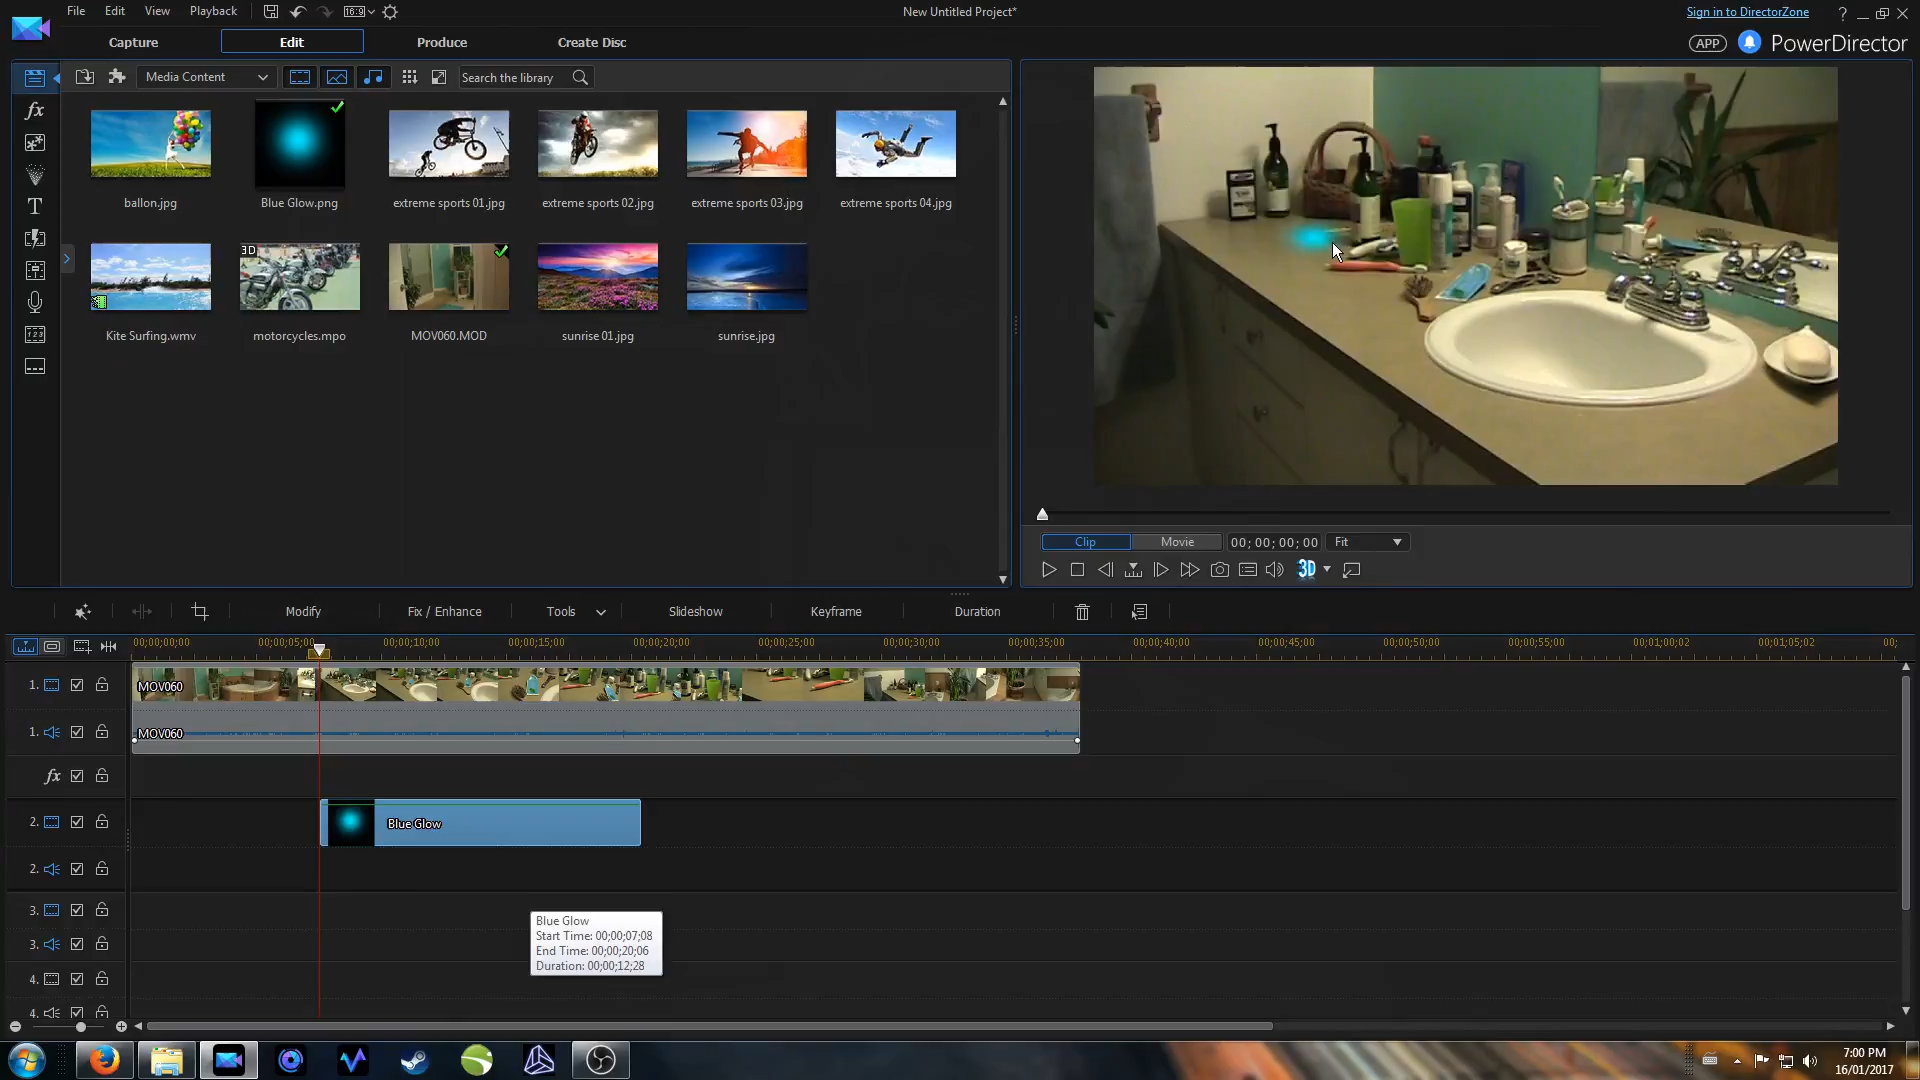 File Edit View Playback 16:9 New Untitled Project* Sign in to DirectorZone ?
Capture Edit Produce Create Disc APP PowerDirector
Media Content Search the library
fx
T
ballon.jpg Blue Glow.png extreme sports 01.jpg extreme sports 02.jpg extreme sports 03.jpg extreme sports 04.jpg
3D
Kite Surfing.wmv motorcycles.mpo MOV060.MOD sunrise 01.jpg sunrise.jpg
Clip Movie 00; 00; 00; 00 Fit
3D
Modify Fix / Enhance Tools Slideshow Keyframe Duration
00;00;00;00 00;00;05;00 00;00;10;00 00;00;15;00 00;00;20;00 00;00;25;00 00;00;30;00 00;00;35;00 00;00;40;00 00;00;45;00 00;00;50;00 00;00;55;00 00;01;00;02 00;01;05;02 00;
1. MOV060
1. MOV060
fx
2. Blue Glow
2.
3.
3.
4.
4.
Blue Glow
Start Time: 00;00;07;08
End Time: 00;00;20;06
Duration: 00;00;12;28
7:00 PM
16/01/2017